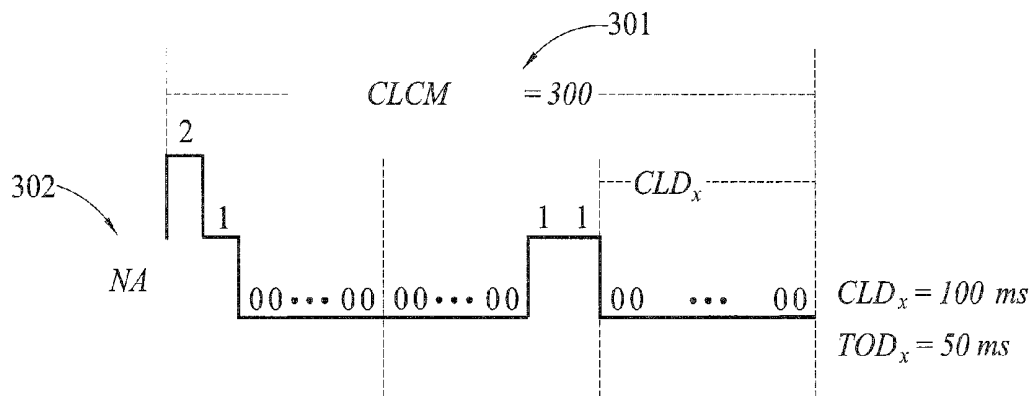 301
CLCM = 300
2
302
CLDₓ
1
1 1
NA
00 ••• 00 00 ••• 00 00 ••• 00
CLDₓ = 100 ms
TODₓ = 50 ms